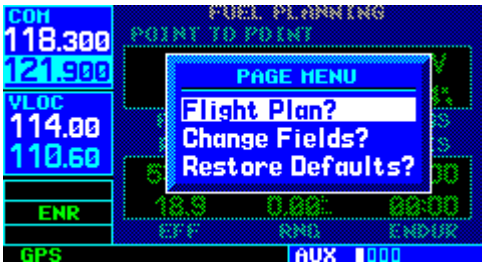 COM
118.300
121.900
VLOC
114.00
110.60
ENR
GPS
FUEL PLANNING
POINT TO POINT
PAGE MENU
Flight Plan?
Change Fields?
Restore Defaults?
18.9 0.00 00:00
EFF RNG ENDUR
AUX